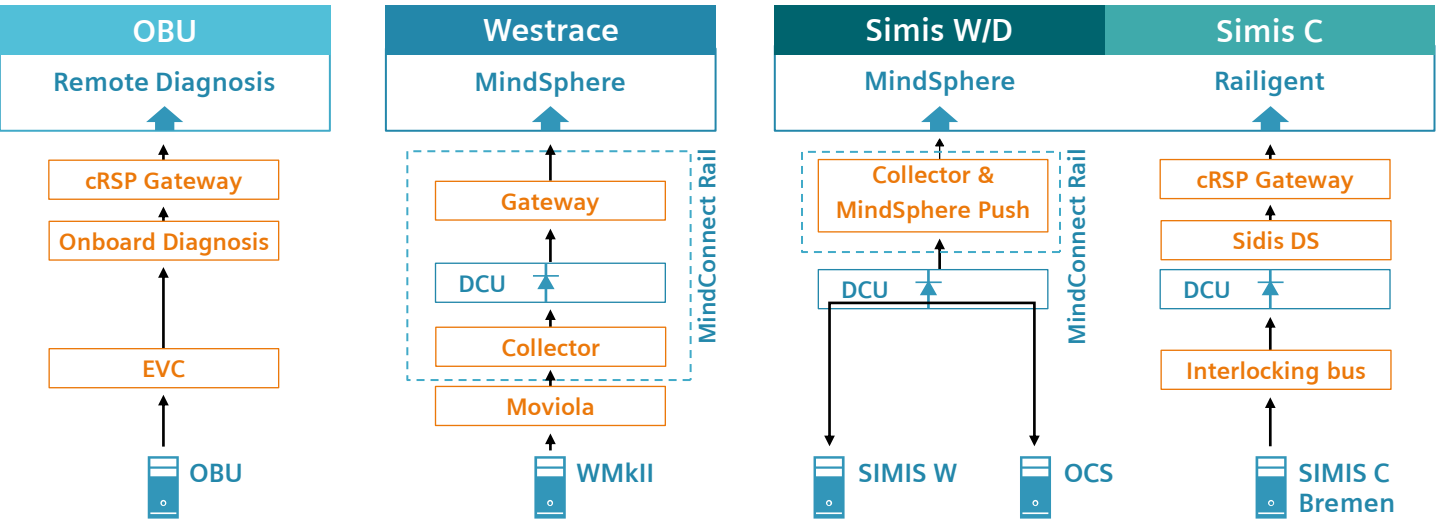 OBU
Remote Diagnosis
cRSP Gateway
Onboard Diagnosis
EVC
OBU
Westrace
MindSphere
MindConnect Rail
Gateway
DCU
Collector
Moviola
WMkII
Simis W/D
MindSphere
MindConnect Rail
Collector &
MindSphere Push
DCU
SIMIS W
OCS
Simis C
Railigent
cRSP Gateway
Sidis DS
DCU
Interlocking bus
SIMIS C
Bremen